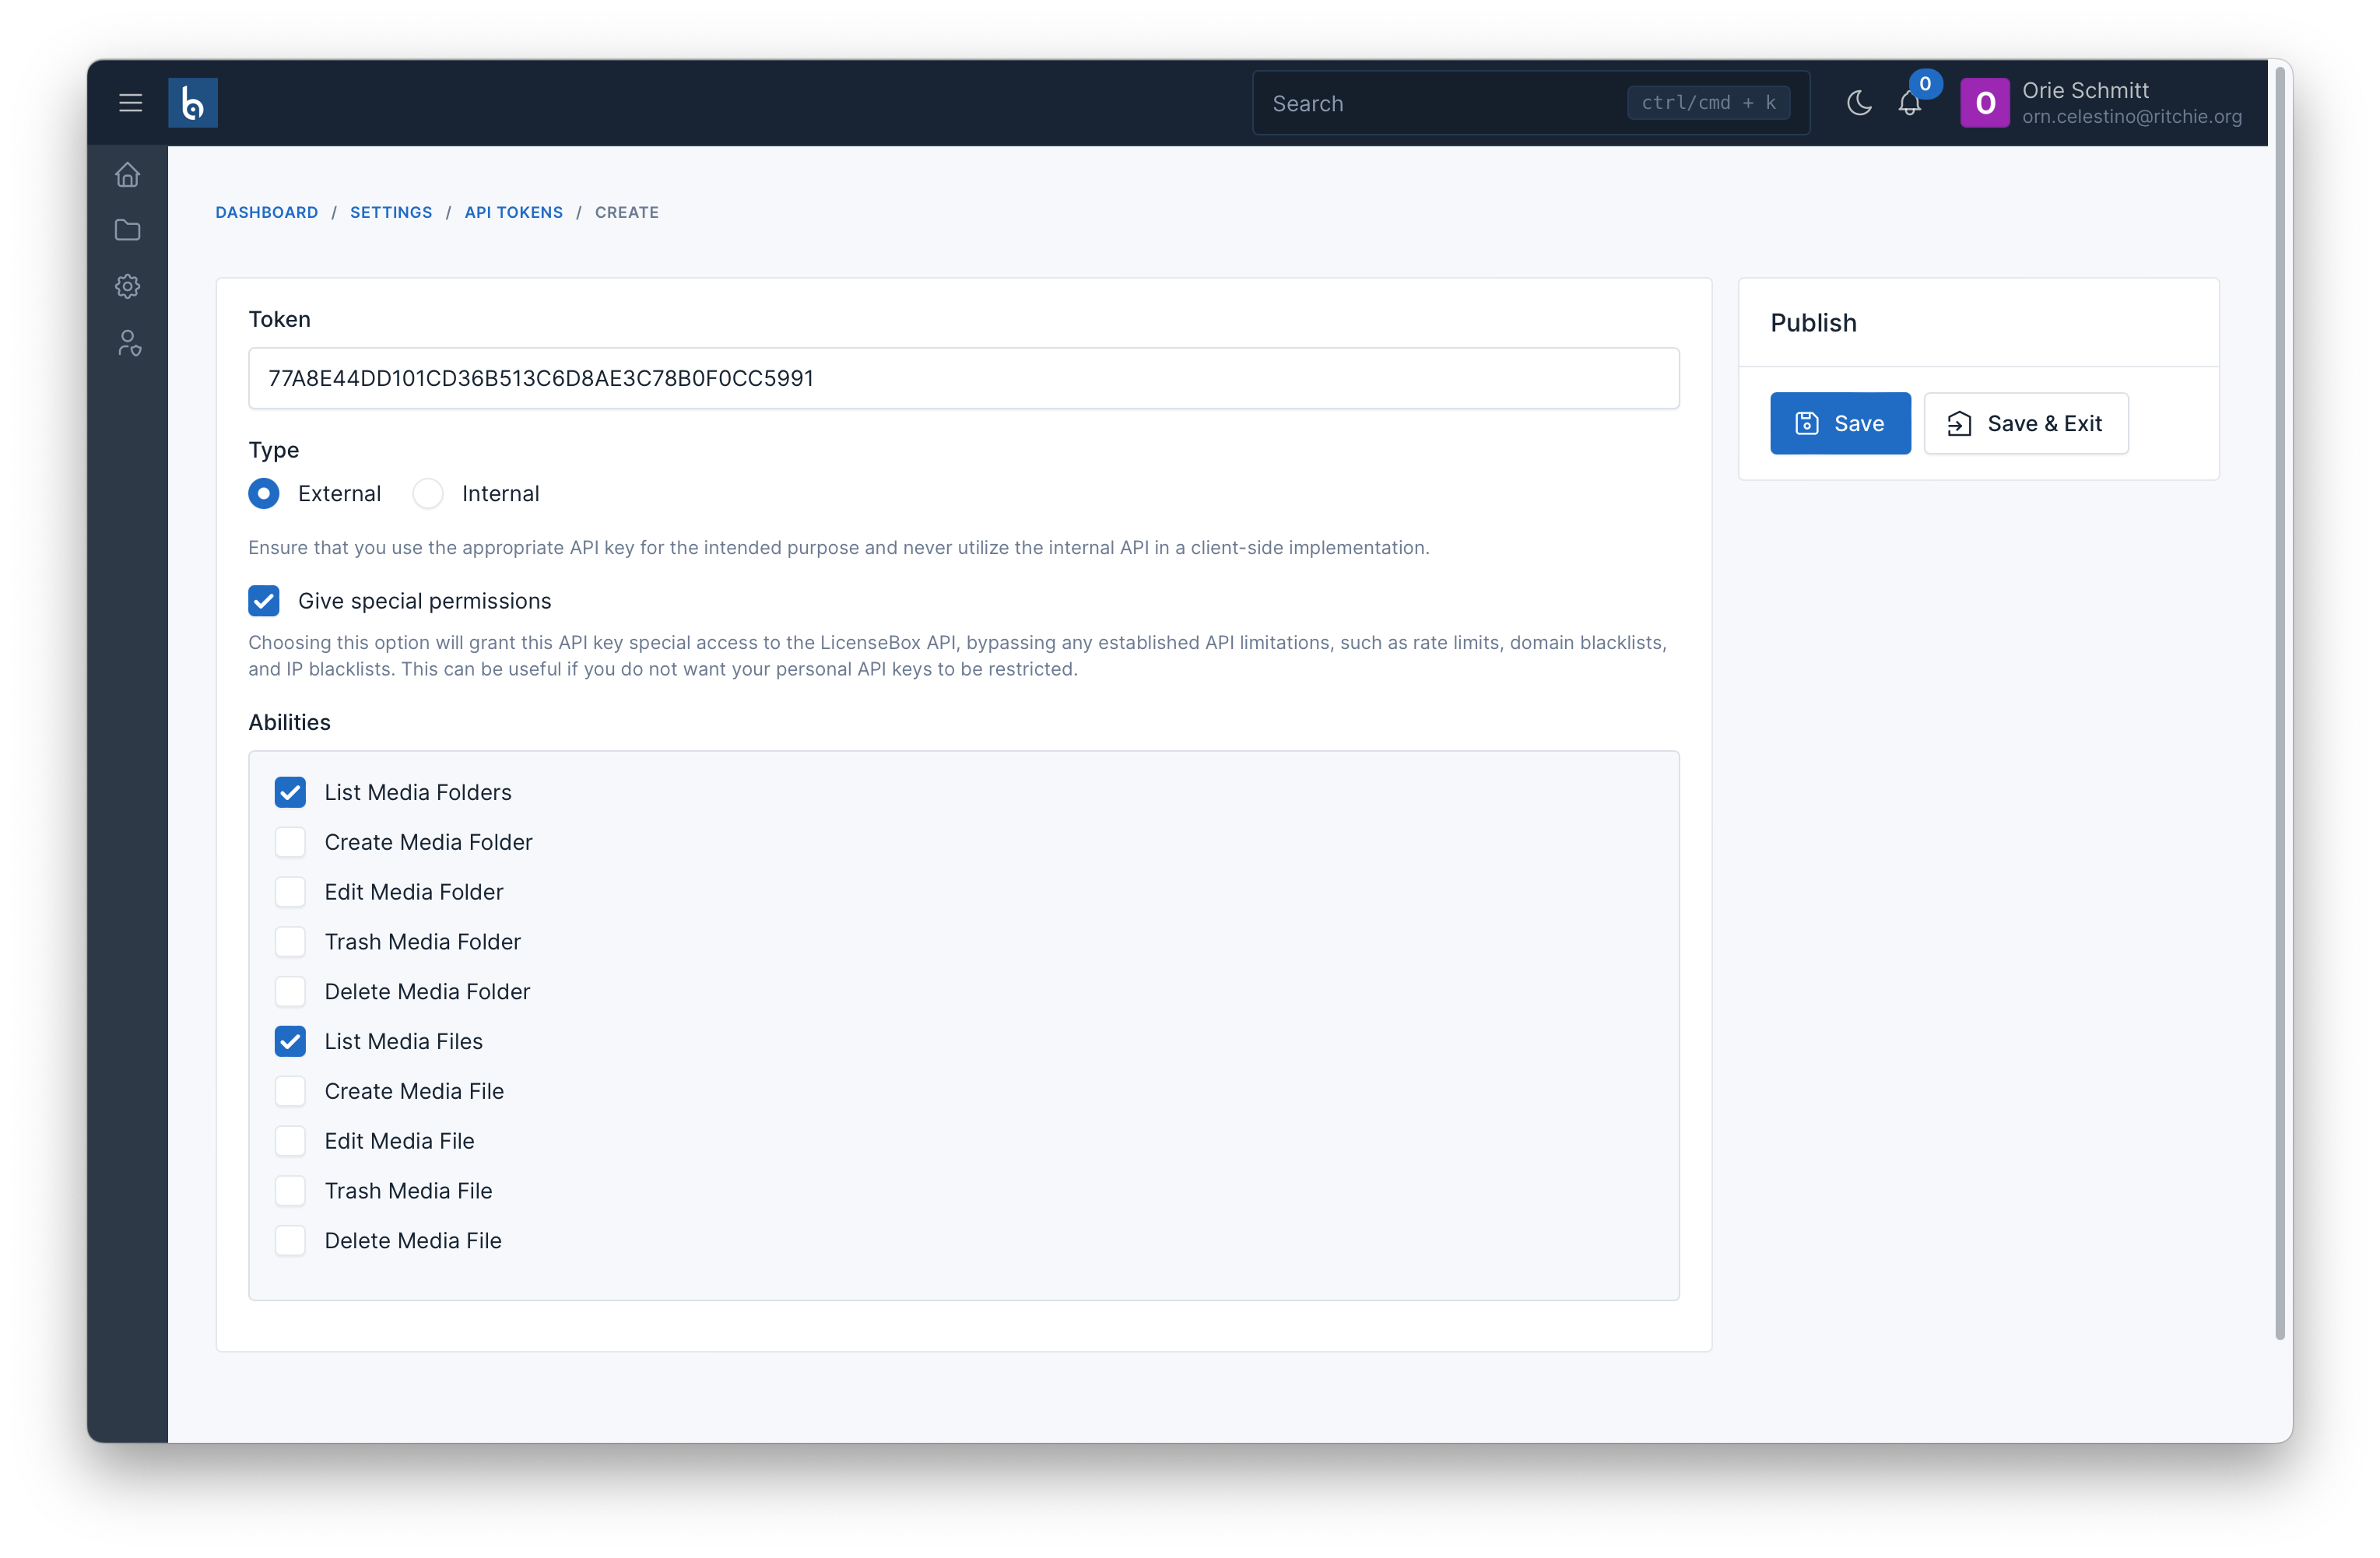 Search
ctrl/cmd + k
0
O
Orie Schmitt
orn.celestino@ritchie.org
DASHBOARD / SETTINGS / API TOKENS / CREATE
Token
77A8E44DD101CD36B513C6D8AE3C78B0F0CC5991
Type
External
Internal
Ensure that you use the appropriate API key for the intended purpose and never utilize the internal API in a client-side implementation.
Give special permissions
Choosing this option will grant this API key special access to the LicenseBox API, bypassing any established API limitations, such as rate limits, domain blacklists,
and IP blacklists. This can be useful if you do not want your personal API keys to be restricted.
Abilities
List Media Folders
Create Media Folder
Edit Media Folder
Trash Media Folder
Delete Media Folder
List Media Files
Create Media File
Edit Media File
Trash Media File
Delete Media File
Publish
Save
Save & Exit